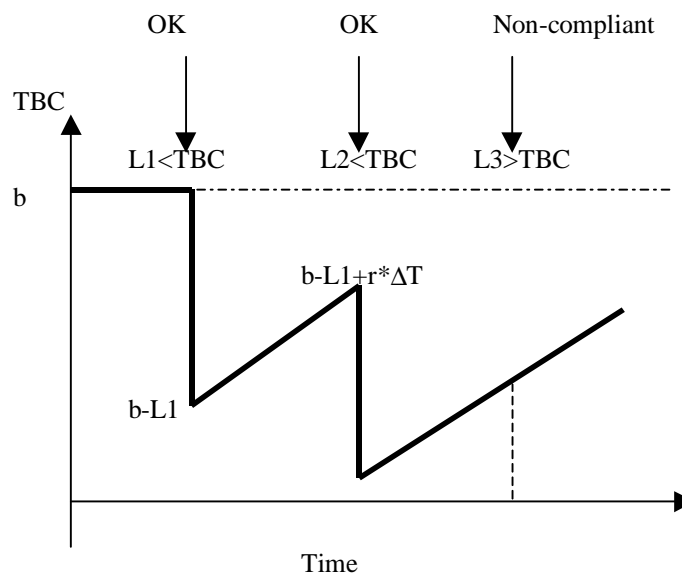 OK OK Non-compliant
TBC
L1<TBC L2<TBC L3>TBC
b
b-L1+r*ΔT
b-L1
Time